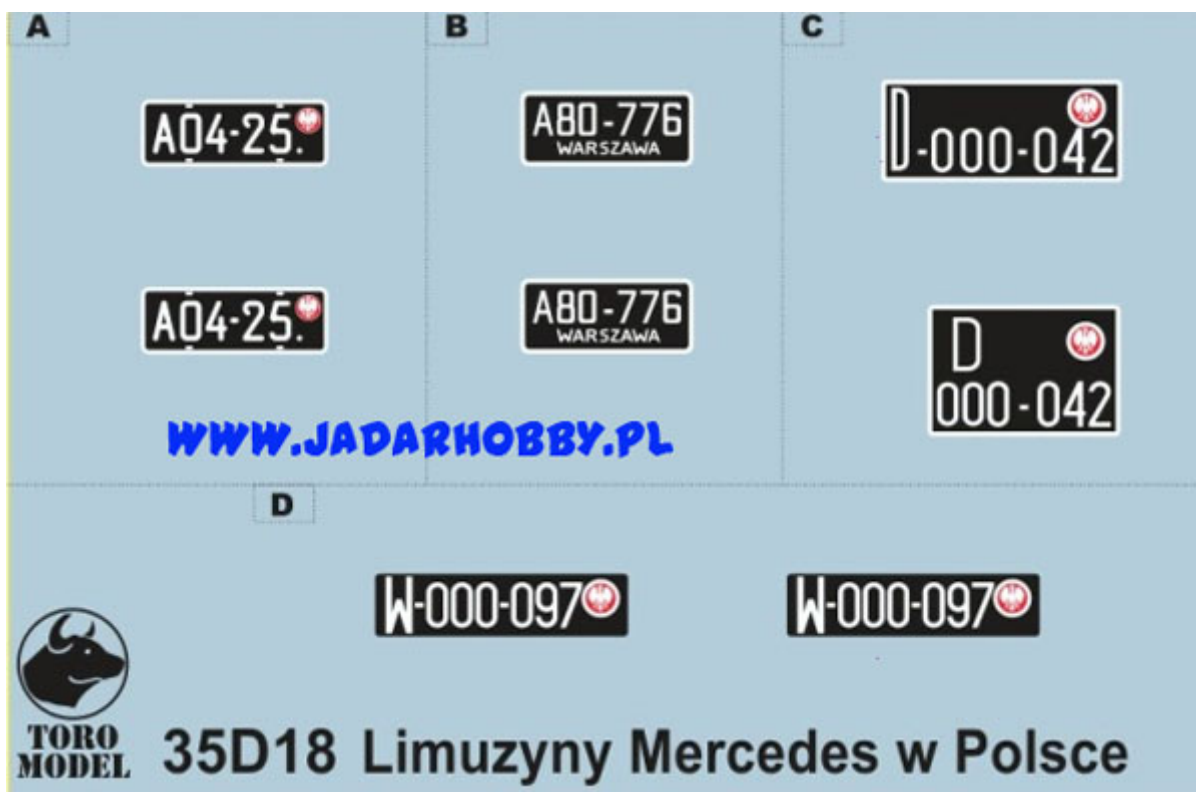 A
B
C
A04-25.
A80-776
WARSZAWA
D-000-042
A04-25.
A80-776
WARSZAWA
D
000-042
WWW.JADARHOBBY.PL
D
W-000-097
W-000-097
TORO
MODEL
35D18 Limuzyny Mercedes w Polsce